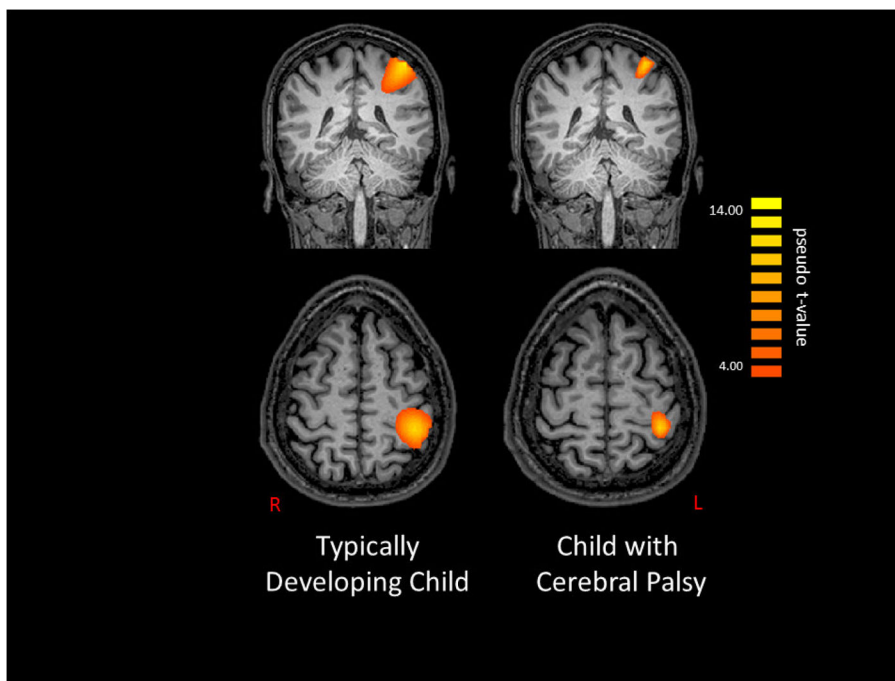 14.00
pseudo t-value
4.00
R
L
Typically
Developing Child
Child with
Cerebral Palsy